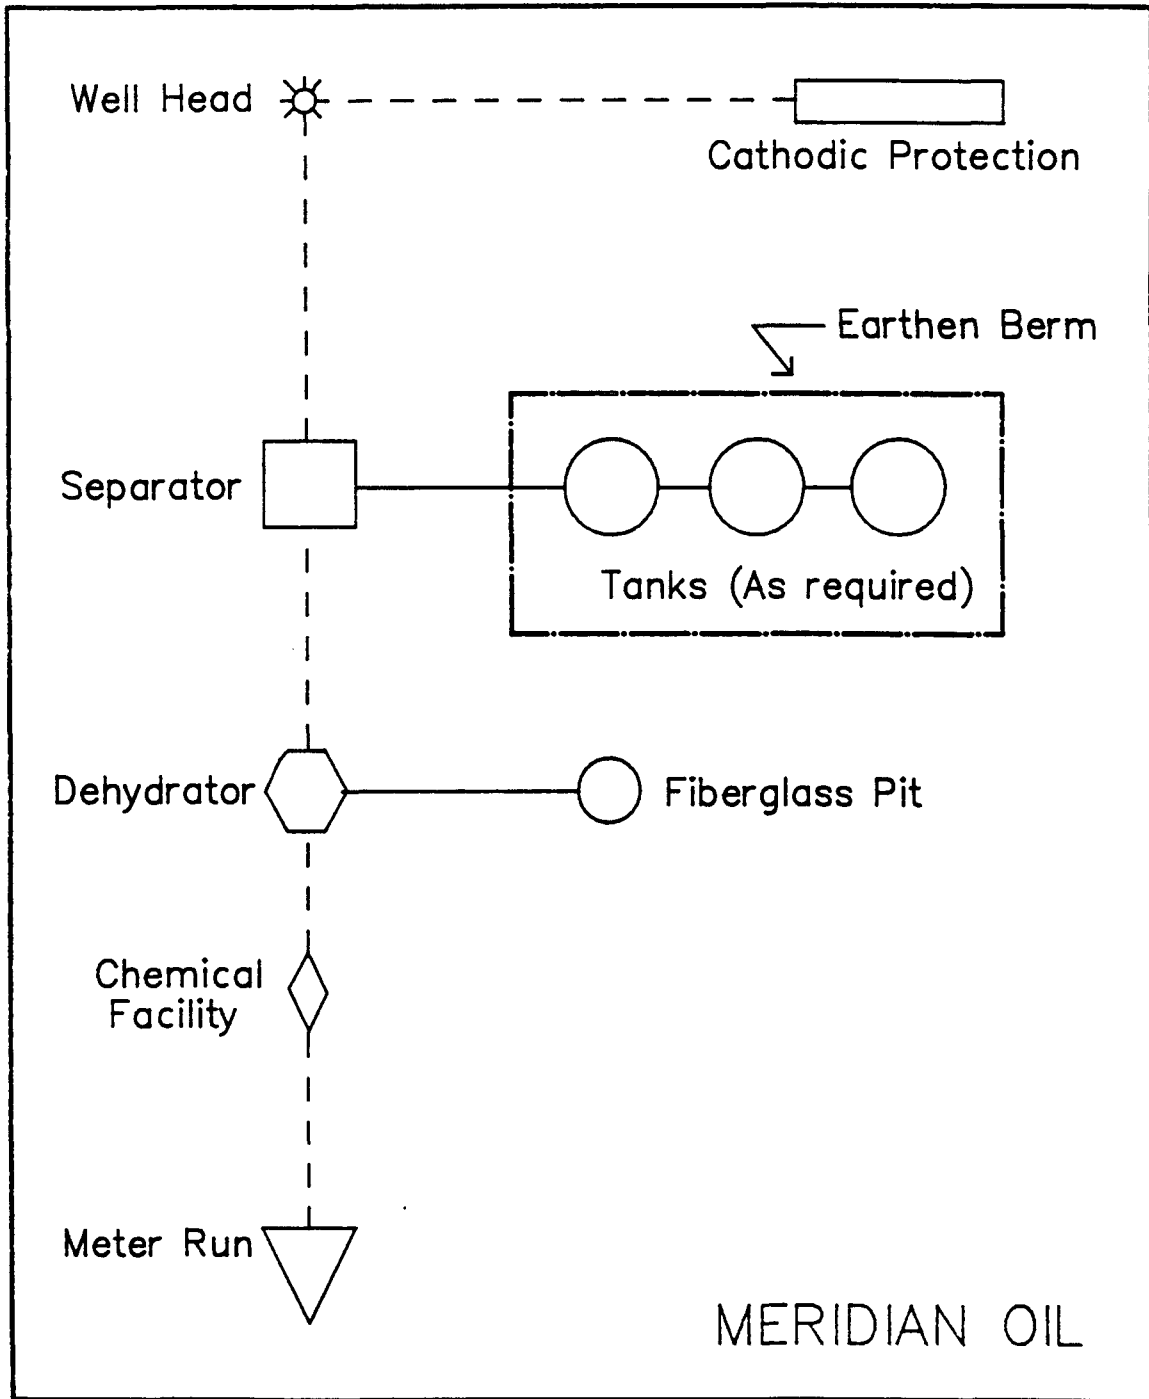 Well Head
Cathodic Protection
Earthen Berm
Separator
Tanks (As required)
Dehydrator
Fiberglass Pit
Chemical
Facility
Meter Run
MERIDIAN OIL